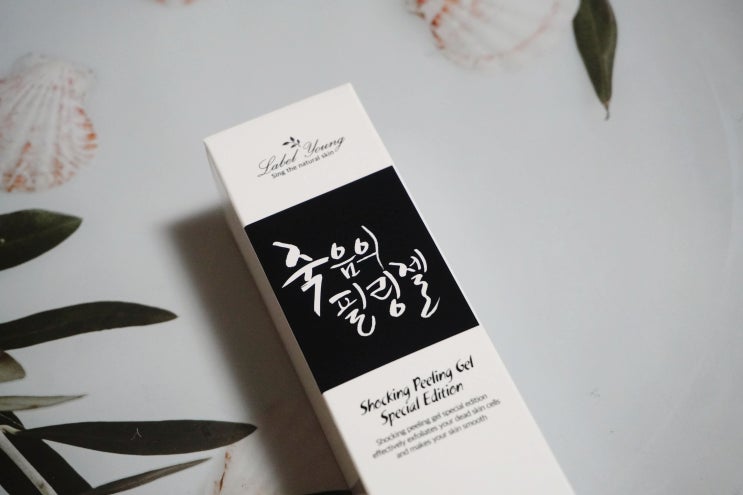 Label Young
Sing the natural skin
죽음의
필링젤
Shocking Peeling Gel
Special Edition
Shocking peeling gel special edition
effectively exfoliates your dead skin cells
and makes your skin smooth